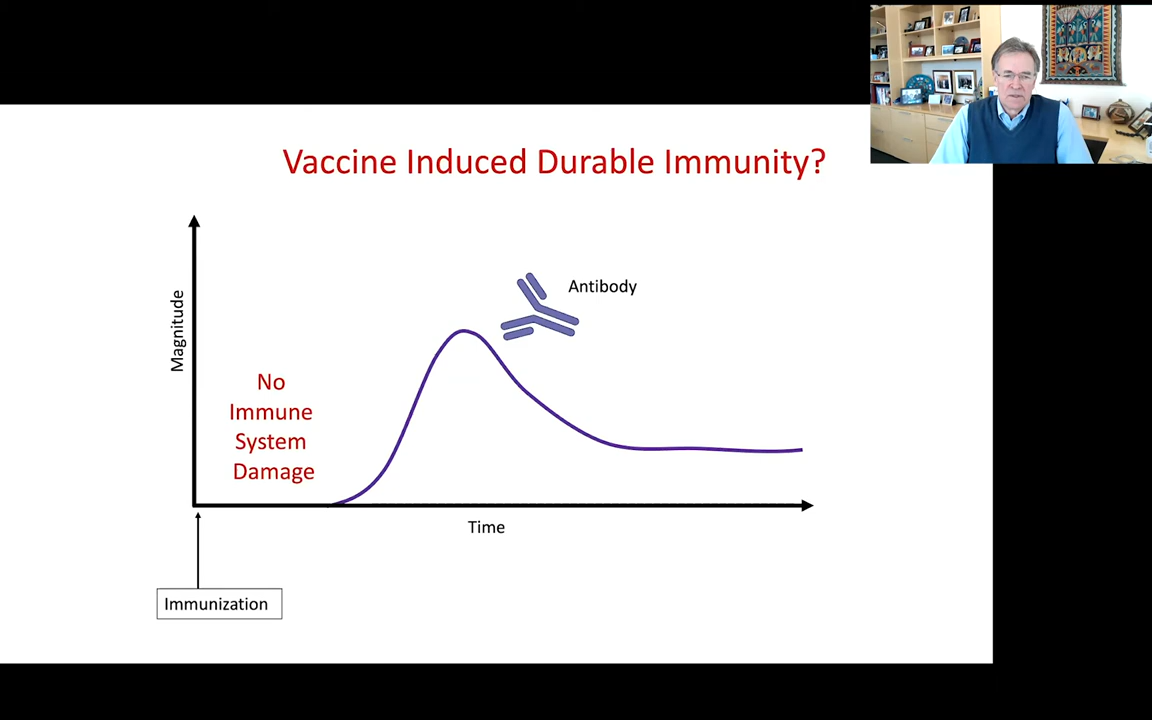 Vaccine Induced Durable Immunity?
Antibody
Magnitude
No
Immune
System
Damage
Time
Immunization